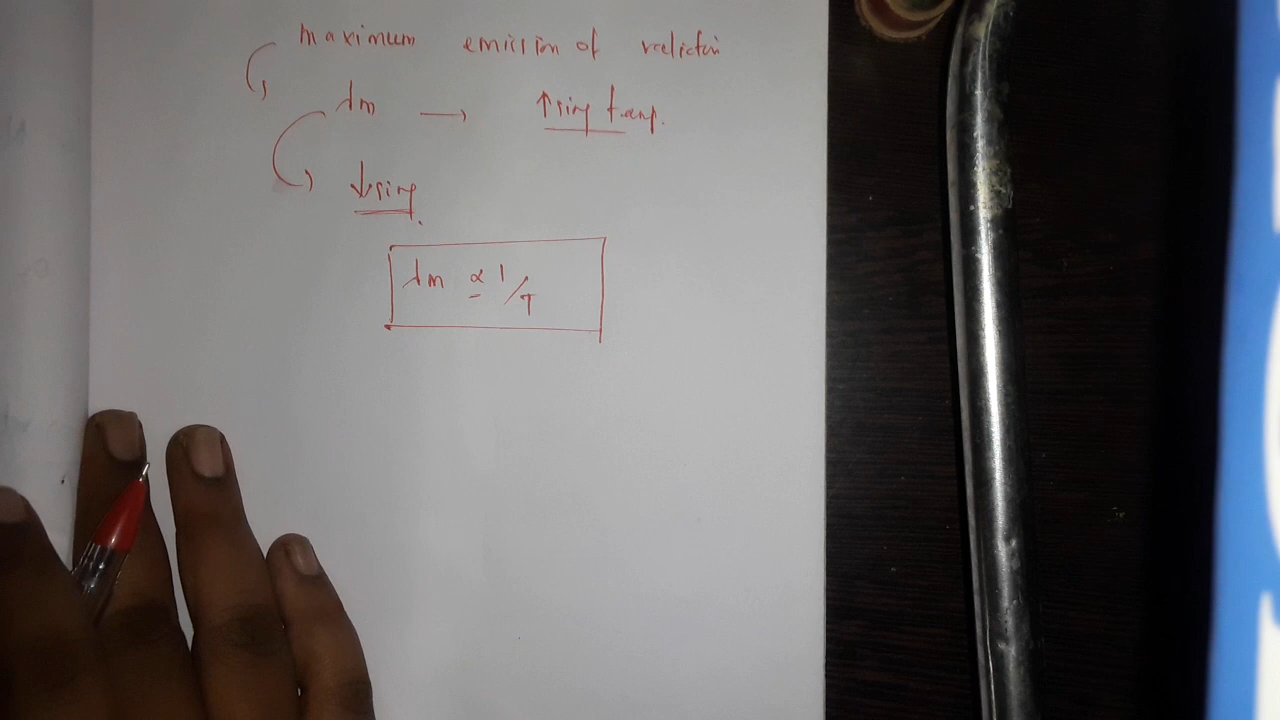 maximum emission of radiation
λm → ↑sing temp.
↓sing
λm ∝ 1/T